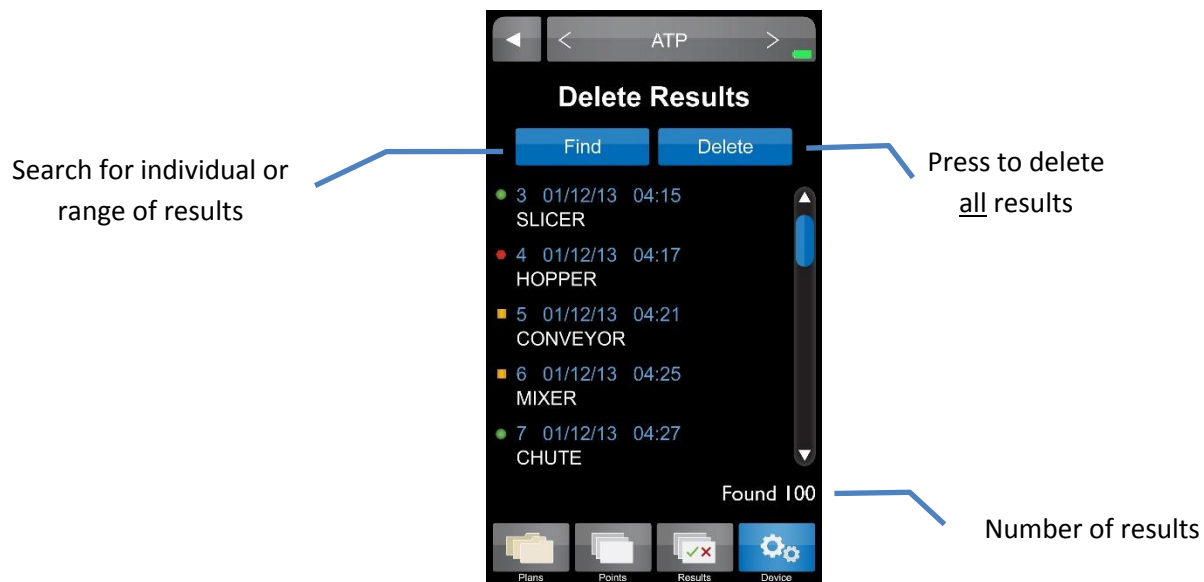 ATP
Delete Results
Find
Delete
Search for individual or
range of results
Press to delete
all results
3 01/12/13 04:15
SLICER
4 01/12/13 04:17
HOPPER
5 01/12/13 04:21
CONVEYOR
6 01/12/13 04:25
MIXER
7 01/12/13 04:27
CHUTE
Found 100
Number of results
Plans
Points
Results
Device